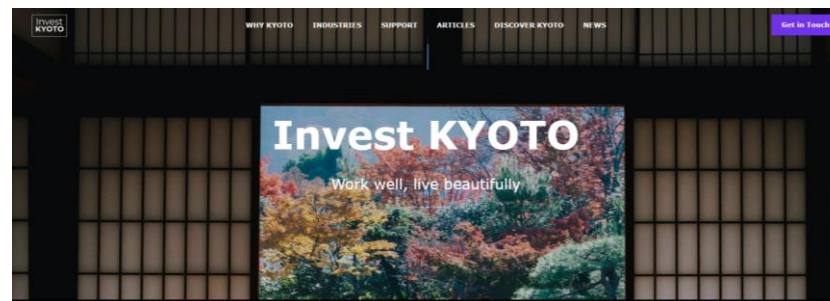 Invest
KYOTO
WHY KYOTO INDUSTRIES SUPPORT ARTICLES DISCOVER KYOTO NEWS
Get in Touch
Invest KYOTO
Work well, live beautifully